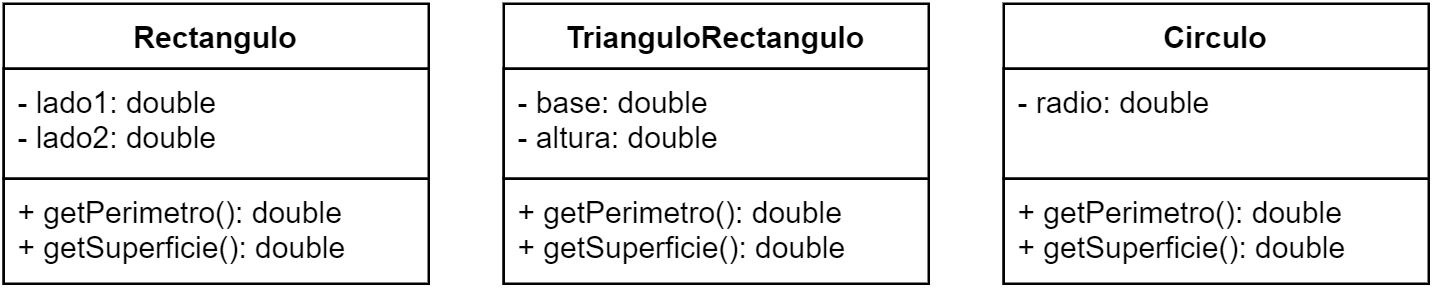 Rectangulo
- lado1: double
- lado2: double
+ getPerimetro(): double
+ getSuperficie(): double
TrianguloRectangulo
- base: double
- altura: double
+ getPerimetro(): double
+ getSuperficie(): double
Circulo
- radio: double
+ getPerimetro(): double
+ getSuperficie(): double